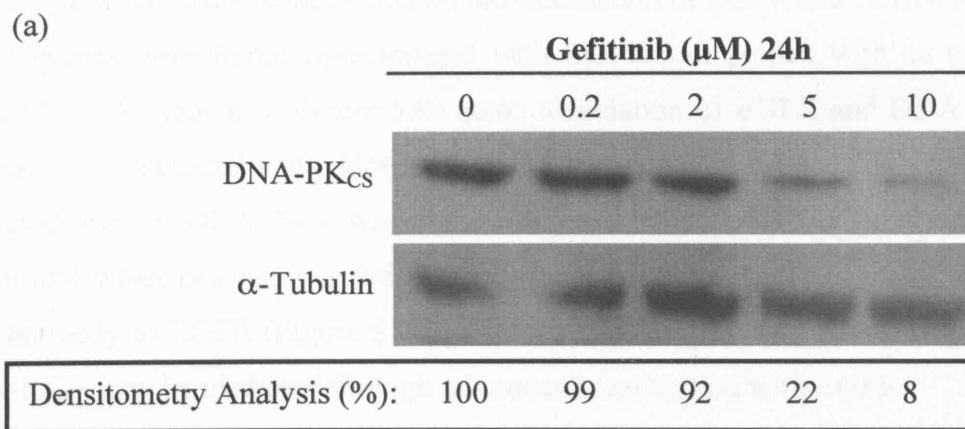 (a)
Gefitinib (μM) 24h
0 0.2 2 5 10
DNA-PKCS
α-Tubulin
Densitometry Analysis (%): 100 99 92 22 8